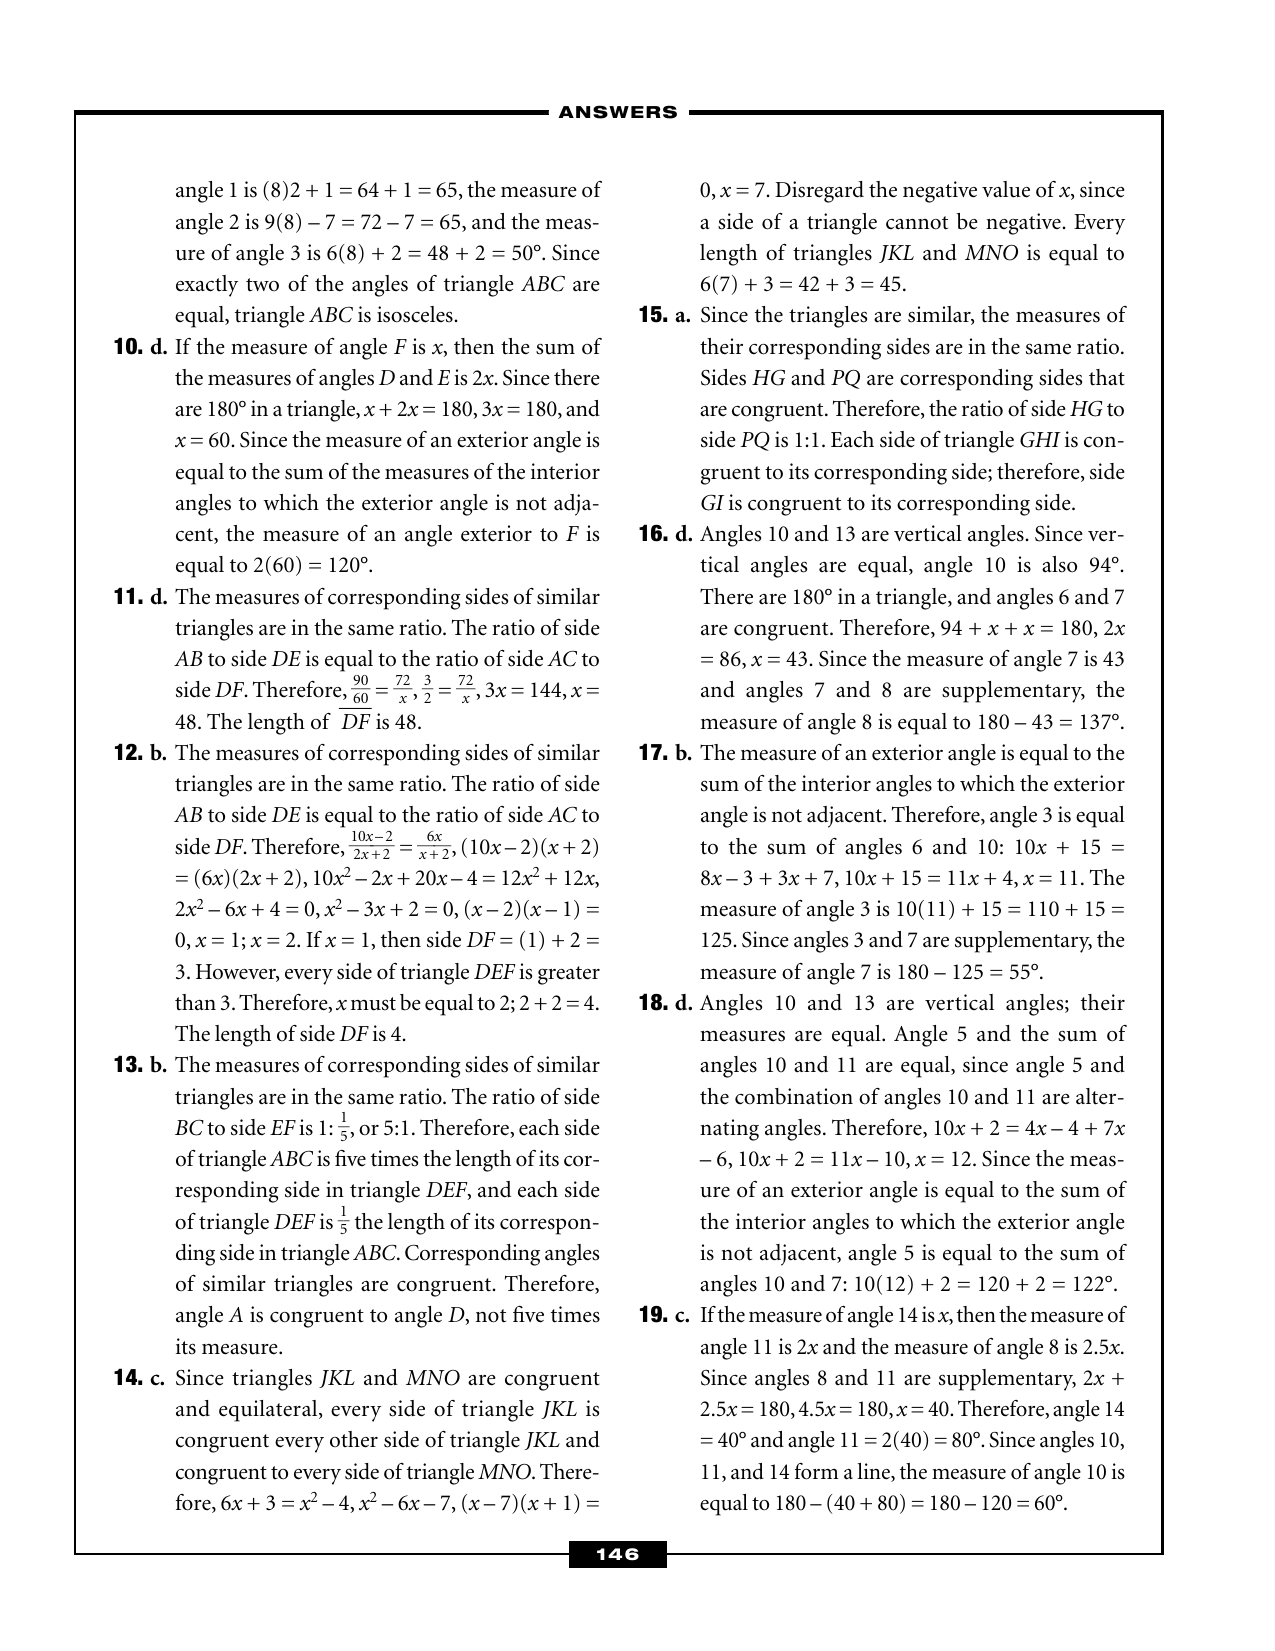 ANSWERS
angle 1 is (8)2 + 1 = 64 + 1 = 65, the measure of
angle 2 is 9(8) – 7 = 72 – 7 = 65, and the meas-
ure of angle 3 is 6(8) + 2 = 48 + 2 = 50°. Since
exactly two of the angles of triangle ABC are
equal, triangle ABC is isosceles.
10. d. If the measure of angle F is x, then the sum of
the measures of angles D and E is 2x. Since there
are 180° in a triangle, x + 2x = 180, 3x = 180, and
x = 60. Since the measure of an exterior angle is
equal to the sum of the measures of the interior
angles to which the exterior angle is not adja-
cent, the measure of an angle exterior to F is
equal to 2(60) = 120°.
11. d. The measures of corresponding sides of similar
triangles are in the same ratio. The ratio of side
AB to side DE is equal to the ratio of side AC to
side DF. Therefore, 90/60 = 72/x, 3/2 = 72/x, 3x = 144, x =
48. The length of D̅F̅ is 48.
12. b. The measures of corresponding sides of similar
triangles are in the same ratio. The ratio of side
AB to side DE is equal to the ratio of side AC to
side DF. Therefore, (10x – 2)/(2x + 2) = 6x/(x + 2), (10x – 2)(x + 2)
= (6x)(2x + 2), 10x² – 2x + 20x – 4 = 12x² + 12x,
2x² – 6x + 4 = 0, x² – 3x + 2 = 0, (x – 2)(x – 1) =
0, x = 1; x = 2. If x = 1, then side DF = (1) + 2 =
3. However, every side of triangle DEF is greater
than 3. Therefore, x must be equal to 2; 2 + 2 = 4.
The length of side DF is 4.
13. b. The measures of corresponding sides of similar
triangles are in the same ratio. The ratio of side
BC to side EF is 1: 1/5, or 5:1. Therefore, each side
of triangle ABC is five times the length of its cor-
responding side in triangle DEF, and each side
of triangle DEF is 1/5 the length of its correspon-
ding side in triangle ABC. Corresponding angles
of similar triangles are congruent. Therefore,
angle A is congruent to angle D, not five times
its measure.
14. c. Since triangles JKL and MNO are congruent
and equilateral, every side of triangle JKL is
congruent every other side of triangle JKL and
congruent to every side of triangle MNO. There-
fore, 6x + 3 = x² – 4, x² – 6x – 7, (x – 7)(x + 1) =
0, x = 7. Disregard the negative value of x, since
a side of a triangle cannot be negative. Every
length of triangles JKL and MNO is equal to
6(7) + 3 = 42 + 3 = 45.
15. a. Since the triangles are similar, the measures of
their corresponding sides are in the same ratio.
Sides HG and PQ are corresponding sides that
are congruent. Therefore, the ratio of side HG to
side PQ is 1:1. Each side of triangle GHI is con-
gruent to its corresponding side; therefore, side
GI is congruent to its corresponding side.
16. d. Angles 10 and 13 are vertical angles. Since ver-
tical angles are equal, angle 10 is also 94°.
There are 180° in a triangle, and angles 6 and 7
are congruent. Therefore, 94 + x + x = 180, 2x
= 86, x = 43. Since the measure of angle 7 is 43
and angles 7 and 8 are supplementary, the
measure of angle 8 is equal to 180 – 43 = 137°.
17. b. The measure of an exterior angle is equal to the
sum of the interior angles to which the exterior
angle is not adjacent. Therefore, angle 3 is equal
to the sum of angles 6 and 10: 10x + 15 =
8x – 3 + 3x + 7, 10x + 15 = 11x + 4, x = 11. The
measure of angle 3 is 10(11) + 15 = 110 + 15 =
125. Since angles 3 and 7 are supplementary, the
measure of angle 7 is 180 – 125 = 55°.
18. d. Angles 10 and 13 are vertical angles; their
measures are equal. Angle 5 and the sum of
angles 10 and 11 are equal, since angle 5 and
the combination of angles 10 and 11 are alter-
nating angles. Therefore, 10x + 2 = 4x – 4 + 7x
– 6, 10x + 2 = 11x – 10, x = 12. Since the meas-
ure of an exterior angle is equal to the sum of
the interior angles to which the exterior angle
is not adjacent, angle 5 is equal to the sum of
angles 10 and 7: 10(12) + 2 = 120 + 2 = 122°.
19. c. If the measure of angle 14 is x, then the measure of
angle 11 is 2x and the measure of angle 8 is 2.5x.
Since angles 8 and 11 are supplementary, 2x +
2.5x = 180, 4.5x = 180, x = 40. Therefore, angle 14
= 40° and angle 11 = 2(40) = 80°. Since angles 10,
11, and 14 form a line, the measure of angle 10 is
equal to 180 – (40 + 80) = 180 – 120 = 60°.
146